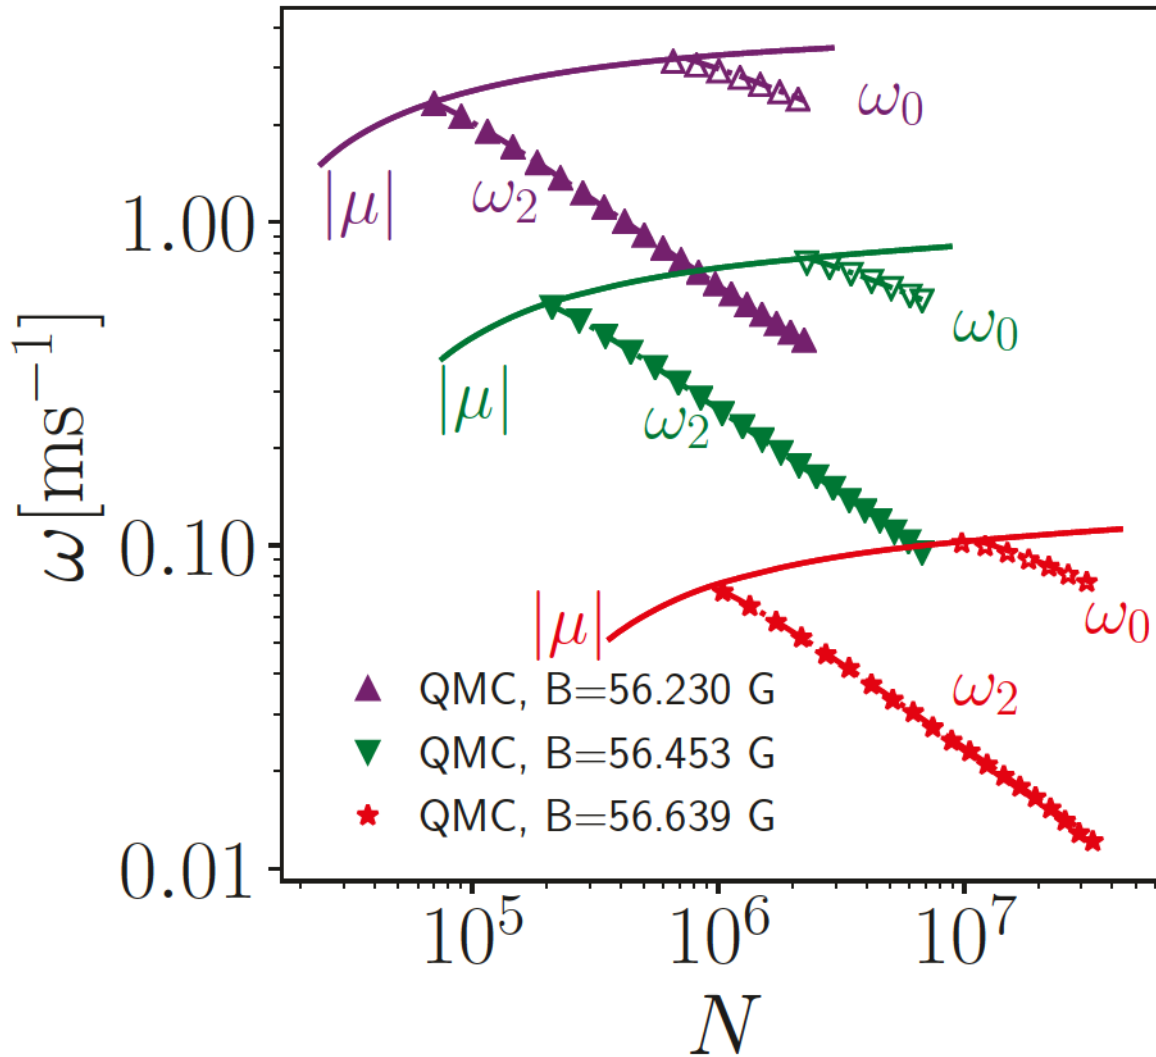 ω₀
|μ|
ω₂
1.00
ω₀
|μ|
ω₂
ω[ms⁻¹]
0.10
|μ|
ω₀
ω₂
QMC, B=56.230 G
QMC, B=56.453 G
QMC, B=56.639 G
0.01
10⁵ 10⁶ 10⁷
N